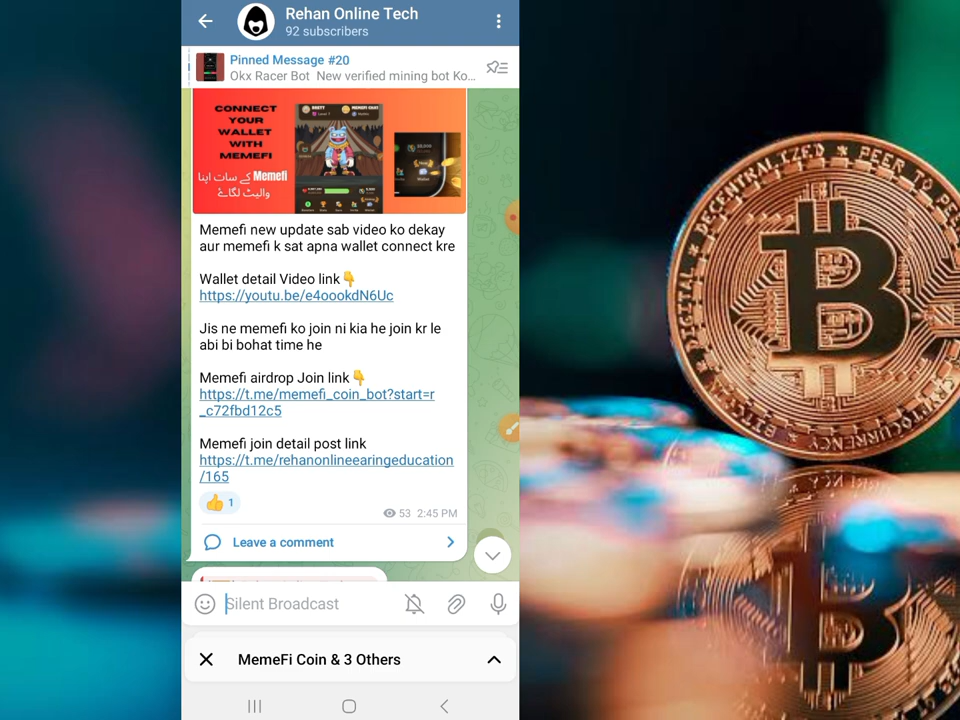 Rehan Online Tech
92 subscribers
Pinned Message #20
Okx Racer Bot New verified mining bot Ko...
CONNECT
YOUR
WALLET
WITH
MEMEFI
Memefi کے سات اپنا
والیٹ لگائے
Memefi new update sab video ko dekay
aur memefi k sat apna wallet connect kre
Wallet detail Video link👇
https://youtu.be/e4oookdN6Uc
Jis ne memefi ko join ni kia he join kr le
abi bi bohat time he
Memefi airdrop Join link👇
https://t.me/memefi_coin_bot?start=r
_c72fbd12c5
Memefi join detail post link
https://t.me/rehanonlineearingeducation
/165
👍 1
53 2:45 PM
Leave a comment
Silent Broadcast
MemeFi Coin & 3 Others
DIGITAL * DECENTRALIZED * PEER TO
CRYPTOCURRENCY